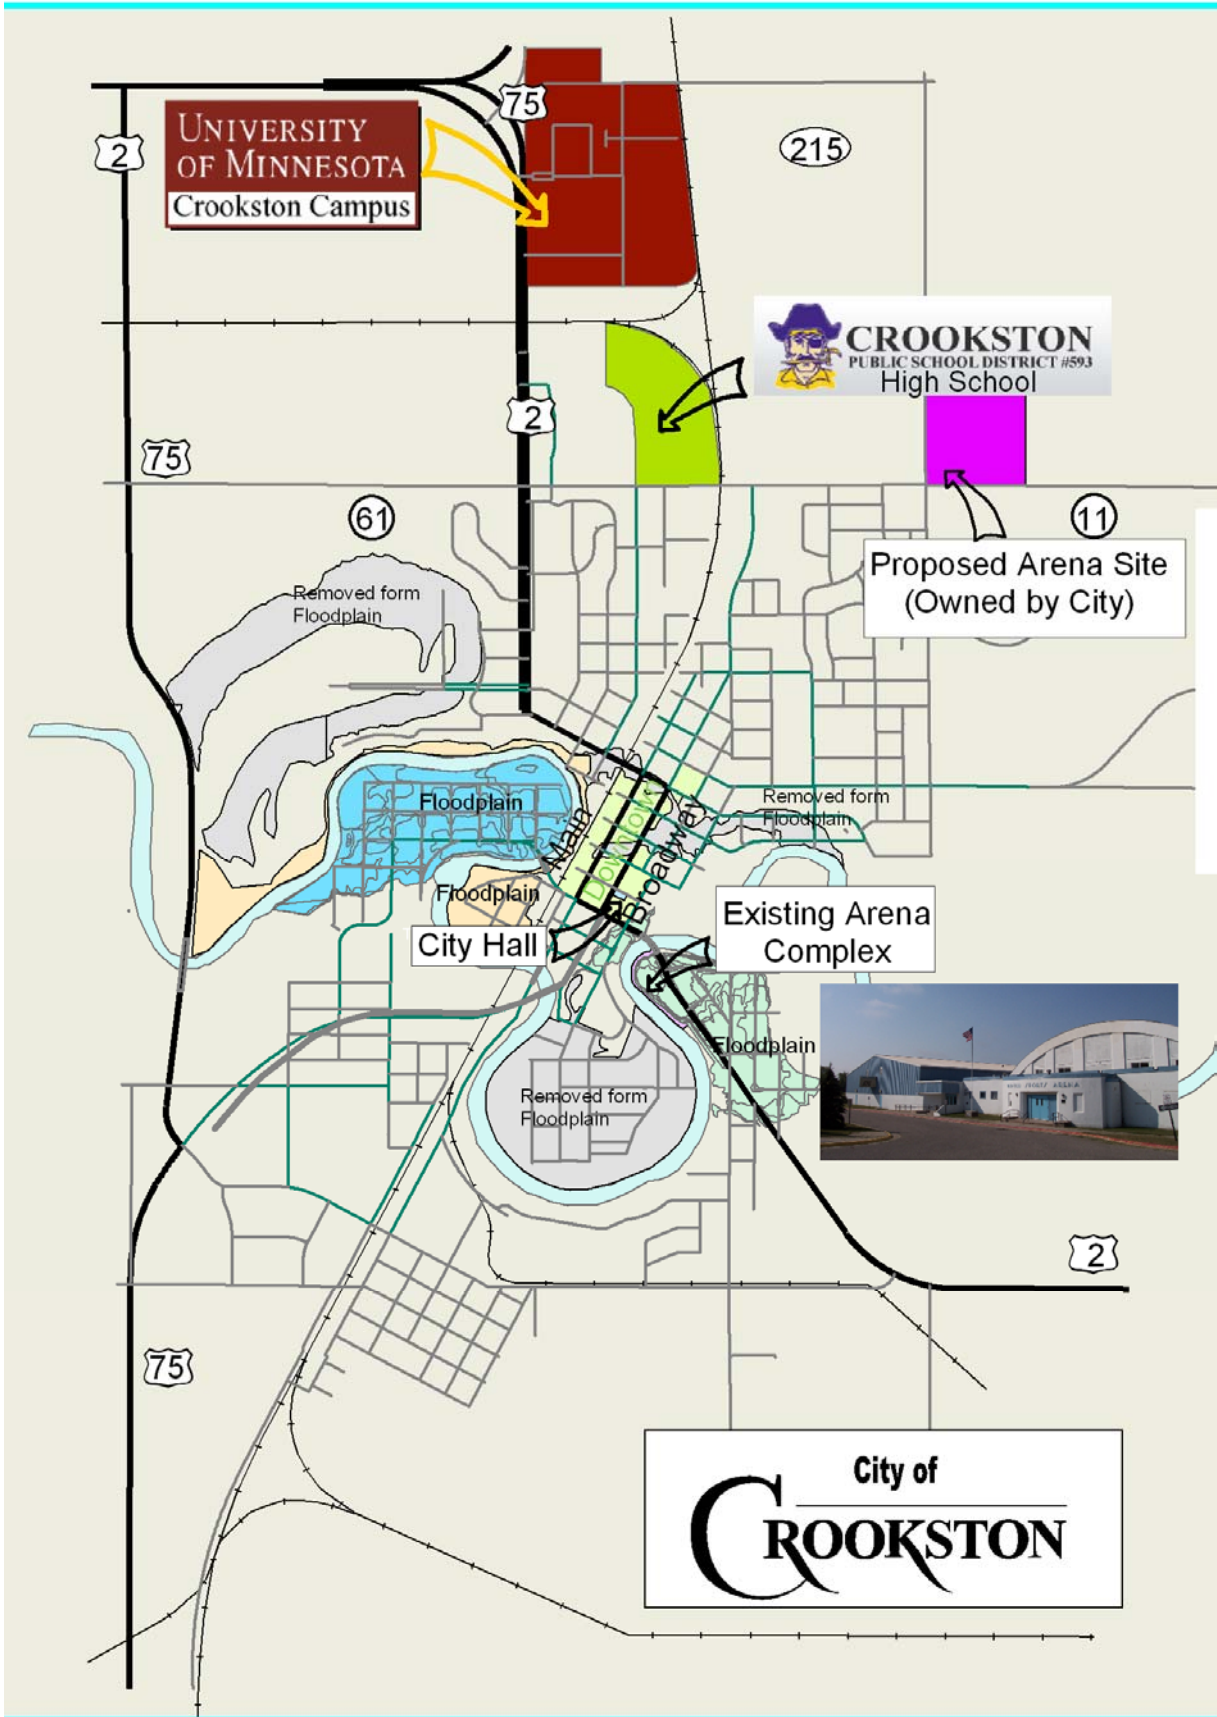 75
2
UNIVERSITY
OF MINNESOTA
Crookston Campus
215
CROOKSTON
PUBLIC SCHOOL DISTRICT #593
High School
2
75
61
11
Proposed Arena Site
(Owned by City)
Removed form
Floodplain
Floodplain
Main
Downtown
Broadway
Removed form
Floodplain
Floodplain
City Hall
Existing Arena
Complex
Floodplain
SPORTS ARENA
Removed form
Floodplain
2
75
City of
CROOKSTON